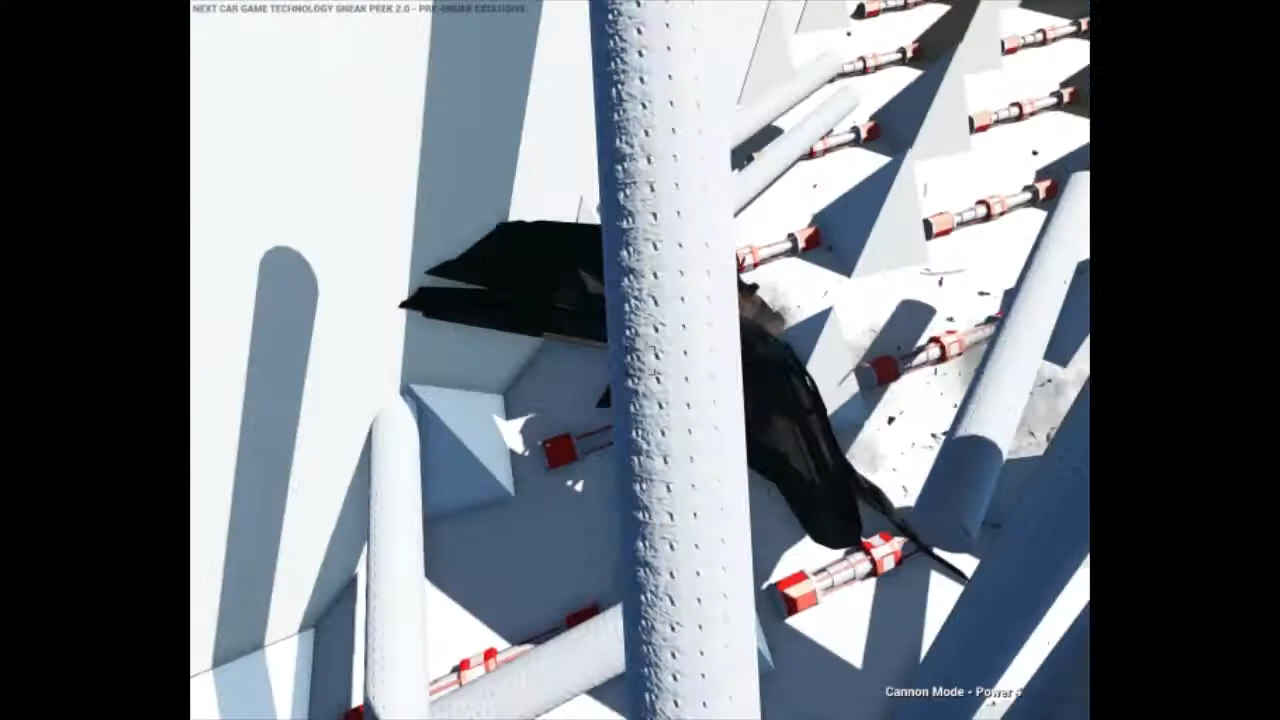 NEXT CAR GAME TECHNOLOGY SNEAK PEEK 2.0 - PRE-ORDER EXCLUSIVE
Cannon Mode - Power